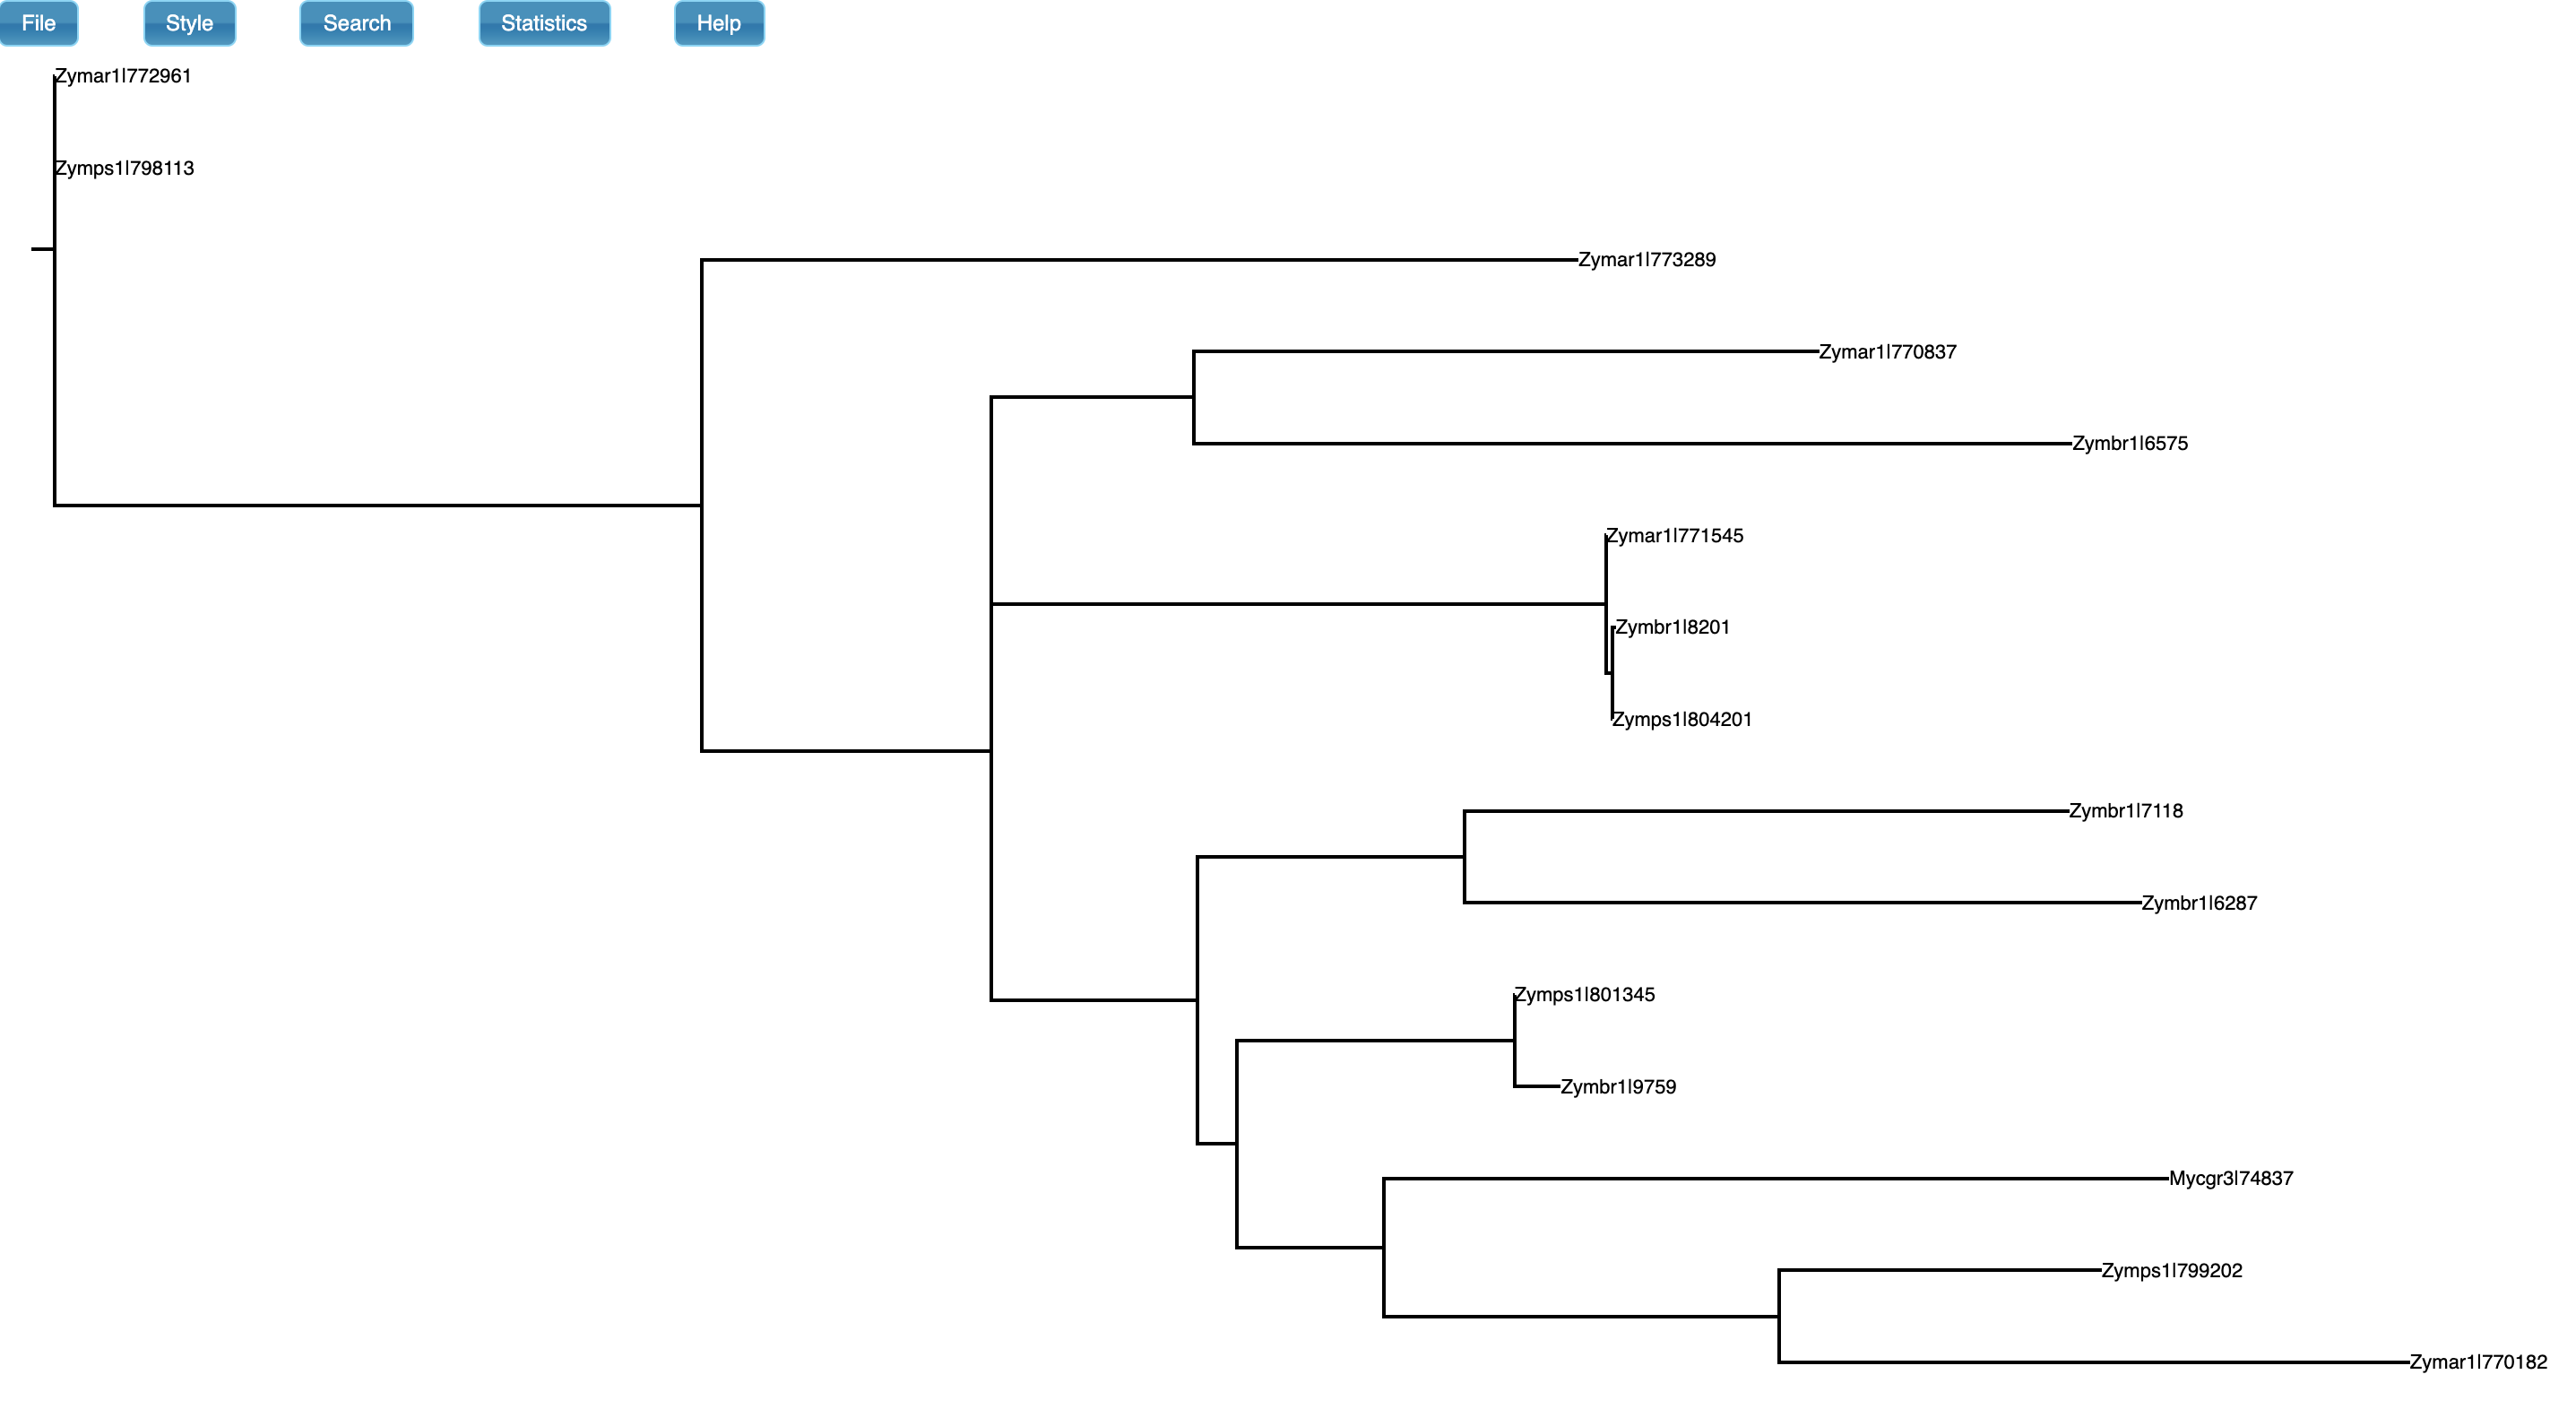 File Style Search Statistics Help
Zymar1|772961
Zymps1|798113
Zymar1|773289
Zymar1|770837
Zymbr1|6575
Zymar1|771545
Zymbr1|8201
Zymps1|804201
Zymbr1|7118
Zymbr1|6287
Zymps1|801345
Zymbr1|9759
Mycgr3|74837
Zymps1|799202
Zymar1|770182